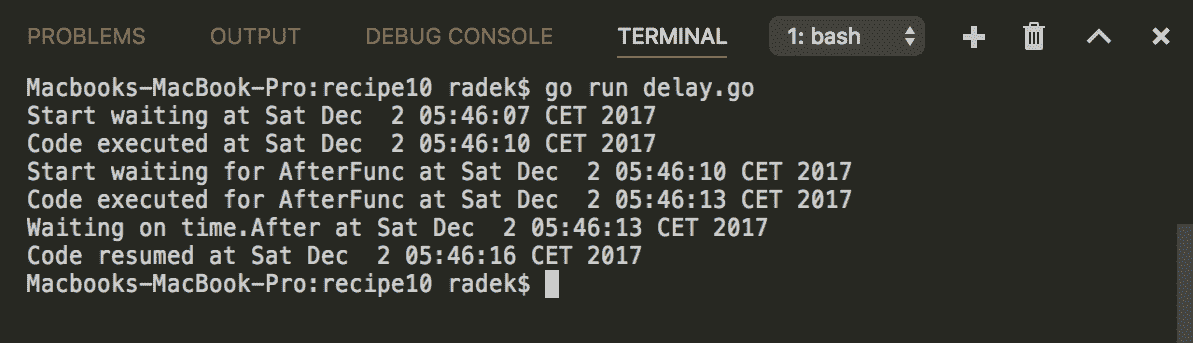 PROBLEMS OUTPUT DEBUG CONSOLE TERMINAL 1: bash
Macbooks-MacBook-Pro:recipe10 radek$ go run delay.go
Start waiting at Sat Dec  2 05:46:07 CET 2017
Code executed at Sat Dec  2 05:46:10 CET 2017
Start waiting for AfterFunc at Sat Dec  2 05:46:10 CET 2017
Code executed for AfterFunc at Sat Dec  2 05:46:13 CET 2017
Waiting on time.After at Sat Dec  2 05:46:13 CET 2017
Code resumed at Sat Dec  2 05:46:16 CET 2017
Macbooks-MacBook-Pro:recipe10 radek$